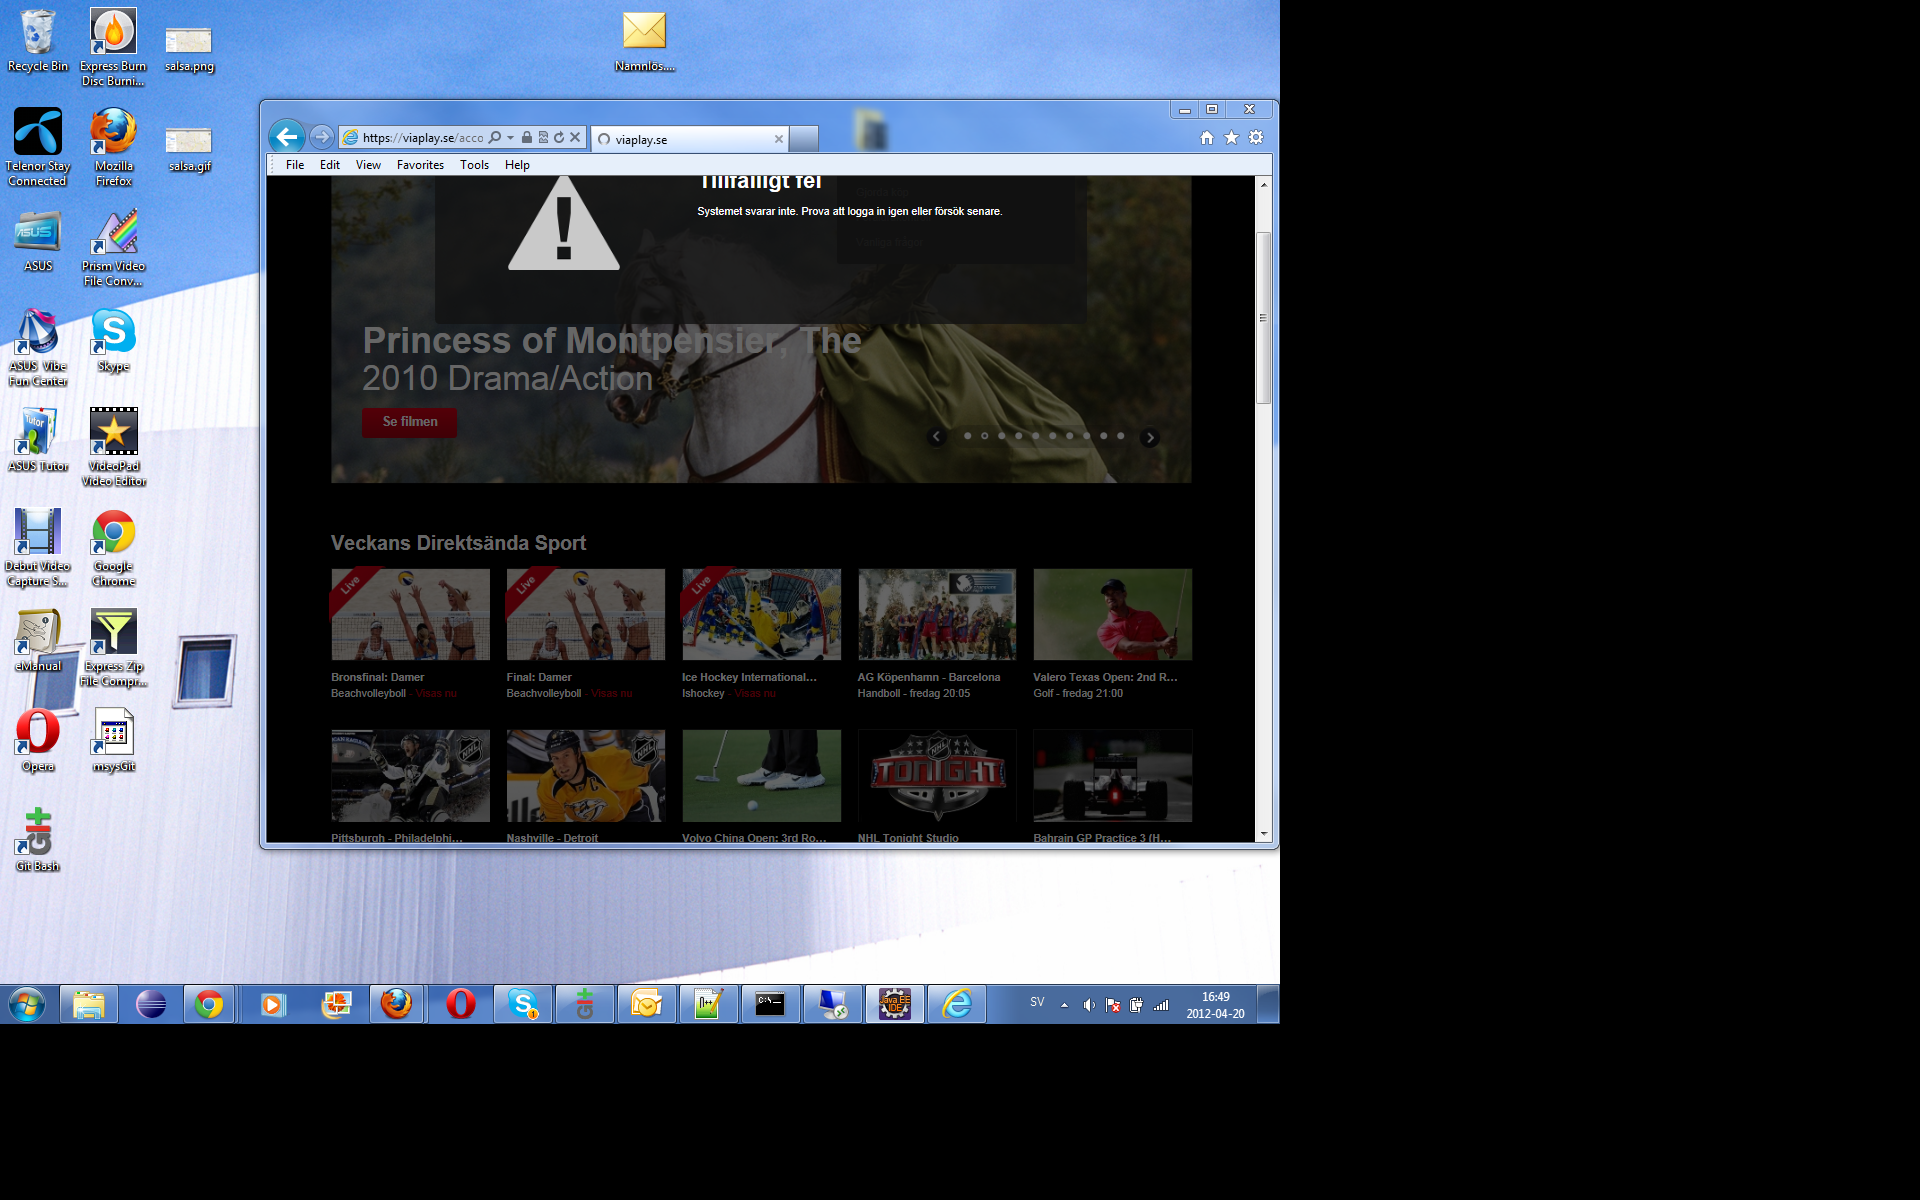 Recycle Bin
Express Burn
Disc Burni...
salsa.png
Namnlös....
Telenor Stay
Connected
Mozilla
Firefox
salsa.gif
ASUS
Prism Video
File Conv...
ASUS Vibe
Fun Center
Skype
ASUS Tutor
VideoPad
Video Editor
Debut Video
Capture S...
Google
Chrome
eManual
Express Zip
File Compr...
Opera
msysGit
Git Bash
https://viaplay.se/acco
viaplay.se
File Edit View Favorites Tools Help
Tillfälligt fel
Systemet svarar inte. Prova att logga in igen eller försök senare.
Vanliga frågor
Princess of Montpensier, The
2010 Drama/Action
Se filmen
Veckans Direktsända Sport
Live
Live
Live
Bronsfinal: Damer
Beachvolleyboll - Visas nu
Final: Damer
Beachvolleyboll - Visas nu
Ice Hockey International...
Ishockey - Visas nu
AG Köpenhamn - Barcelona
Handboll - fredag 20:05
Valero Texas Open: 2nd R...
Golf - fredag 21:00
NHL
TONIGHT
Pittsburgh - Philadelphi...
Nashville - Detroit
Volvo China Open: 3rd Ro...
NHL Tonight Studio
Bahrain GP Practice 3 (H...
SV
16:49
2012-04-20